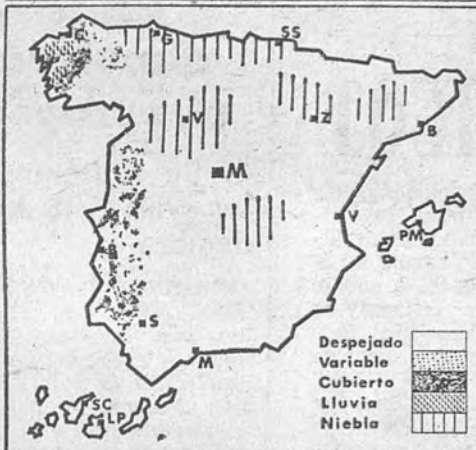 C
G
SS
V
Z
B
M
V
PM
B
S
M
SC
LP
Despejado
Variable
Cubierto
Lluvia
Niebla